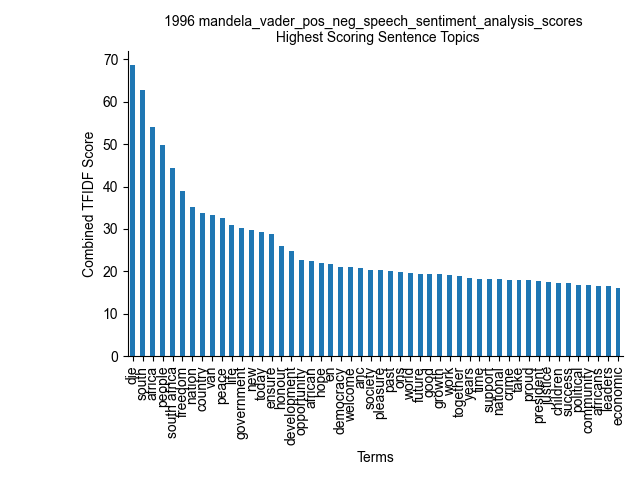 1996 mandela_vader_pos_neg_speech_sentiment_analysis_scores
Highest Scoring Sentence Topics
Combined TFIDF Score
70
60
50
40
30
20
10
0
die
south
africa
people
south africa
freedom
nation
country
van
peace
life
government
new
today
ensure
honour
development
opportunity
african
hope
en
democracy
welcome
anc
society
pleasure
past
ons
world
future
good
growth
work
together
years
time
support
national
crime
take
proud
president
justice
children
success
political
community
africans
leaders
economic
Terms